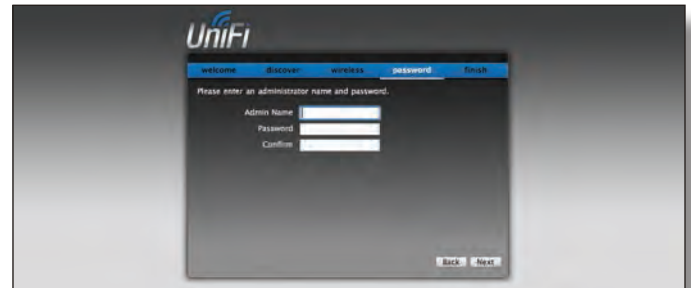 UniFi
welcome discover wireless password finish
Please enter an administrator name and password.
Admin Name
Password
Confirm
Back Next